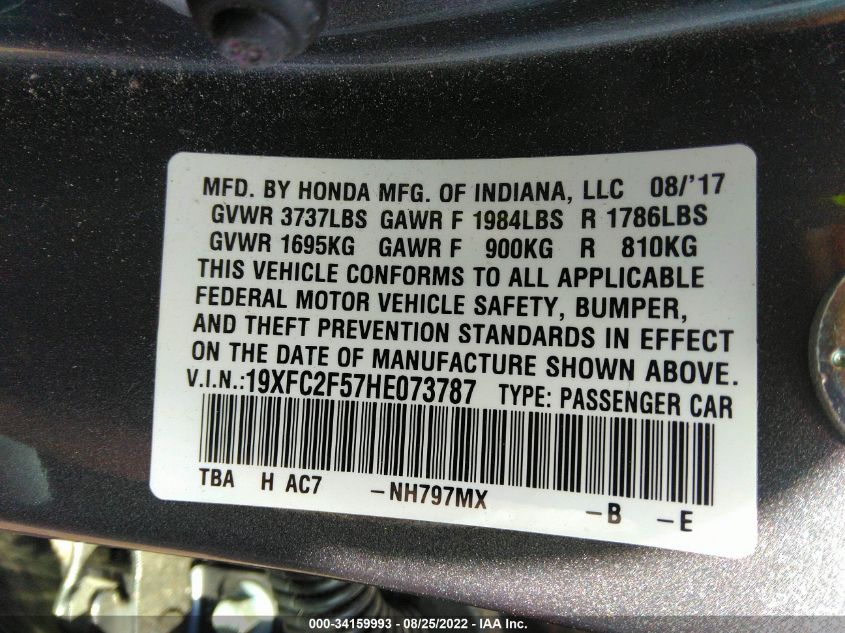 MFD. BY HONDA MFG. OF INDIANA, LLC 08/'17
GVWR 3737LBS GAWR F 1984LBS R 1786LBS
GVWR 1695KG GAWR F 900KG R 810KG
THIS VEHICLE CONFORMS TO ALL APPLICABLE
FEDERAL MOTOR VEHICLE SAFETY, BUMPER,
AND THEFT PREVENTION STANDARDS IN EFFECT
ON THE DATE OF MANUFACTURE SHOWN ABOVE.
V.I.N.:19XFC2F57HE073787 TYPE: PASSENGER CAR
TBA H AC7 -NH797MX -B -E
000-34159993 - 08/25/2022 - IAA Inc.